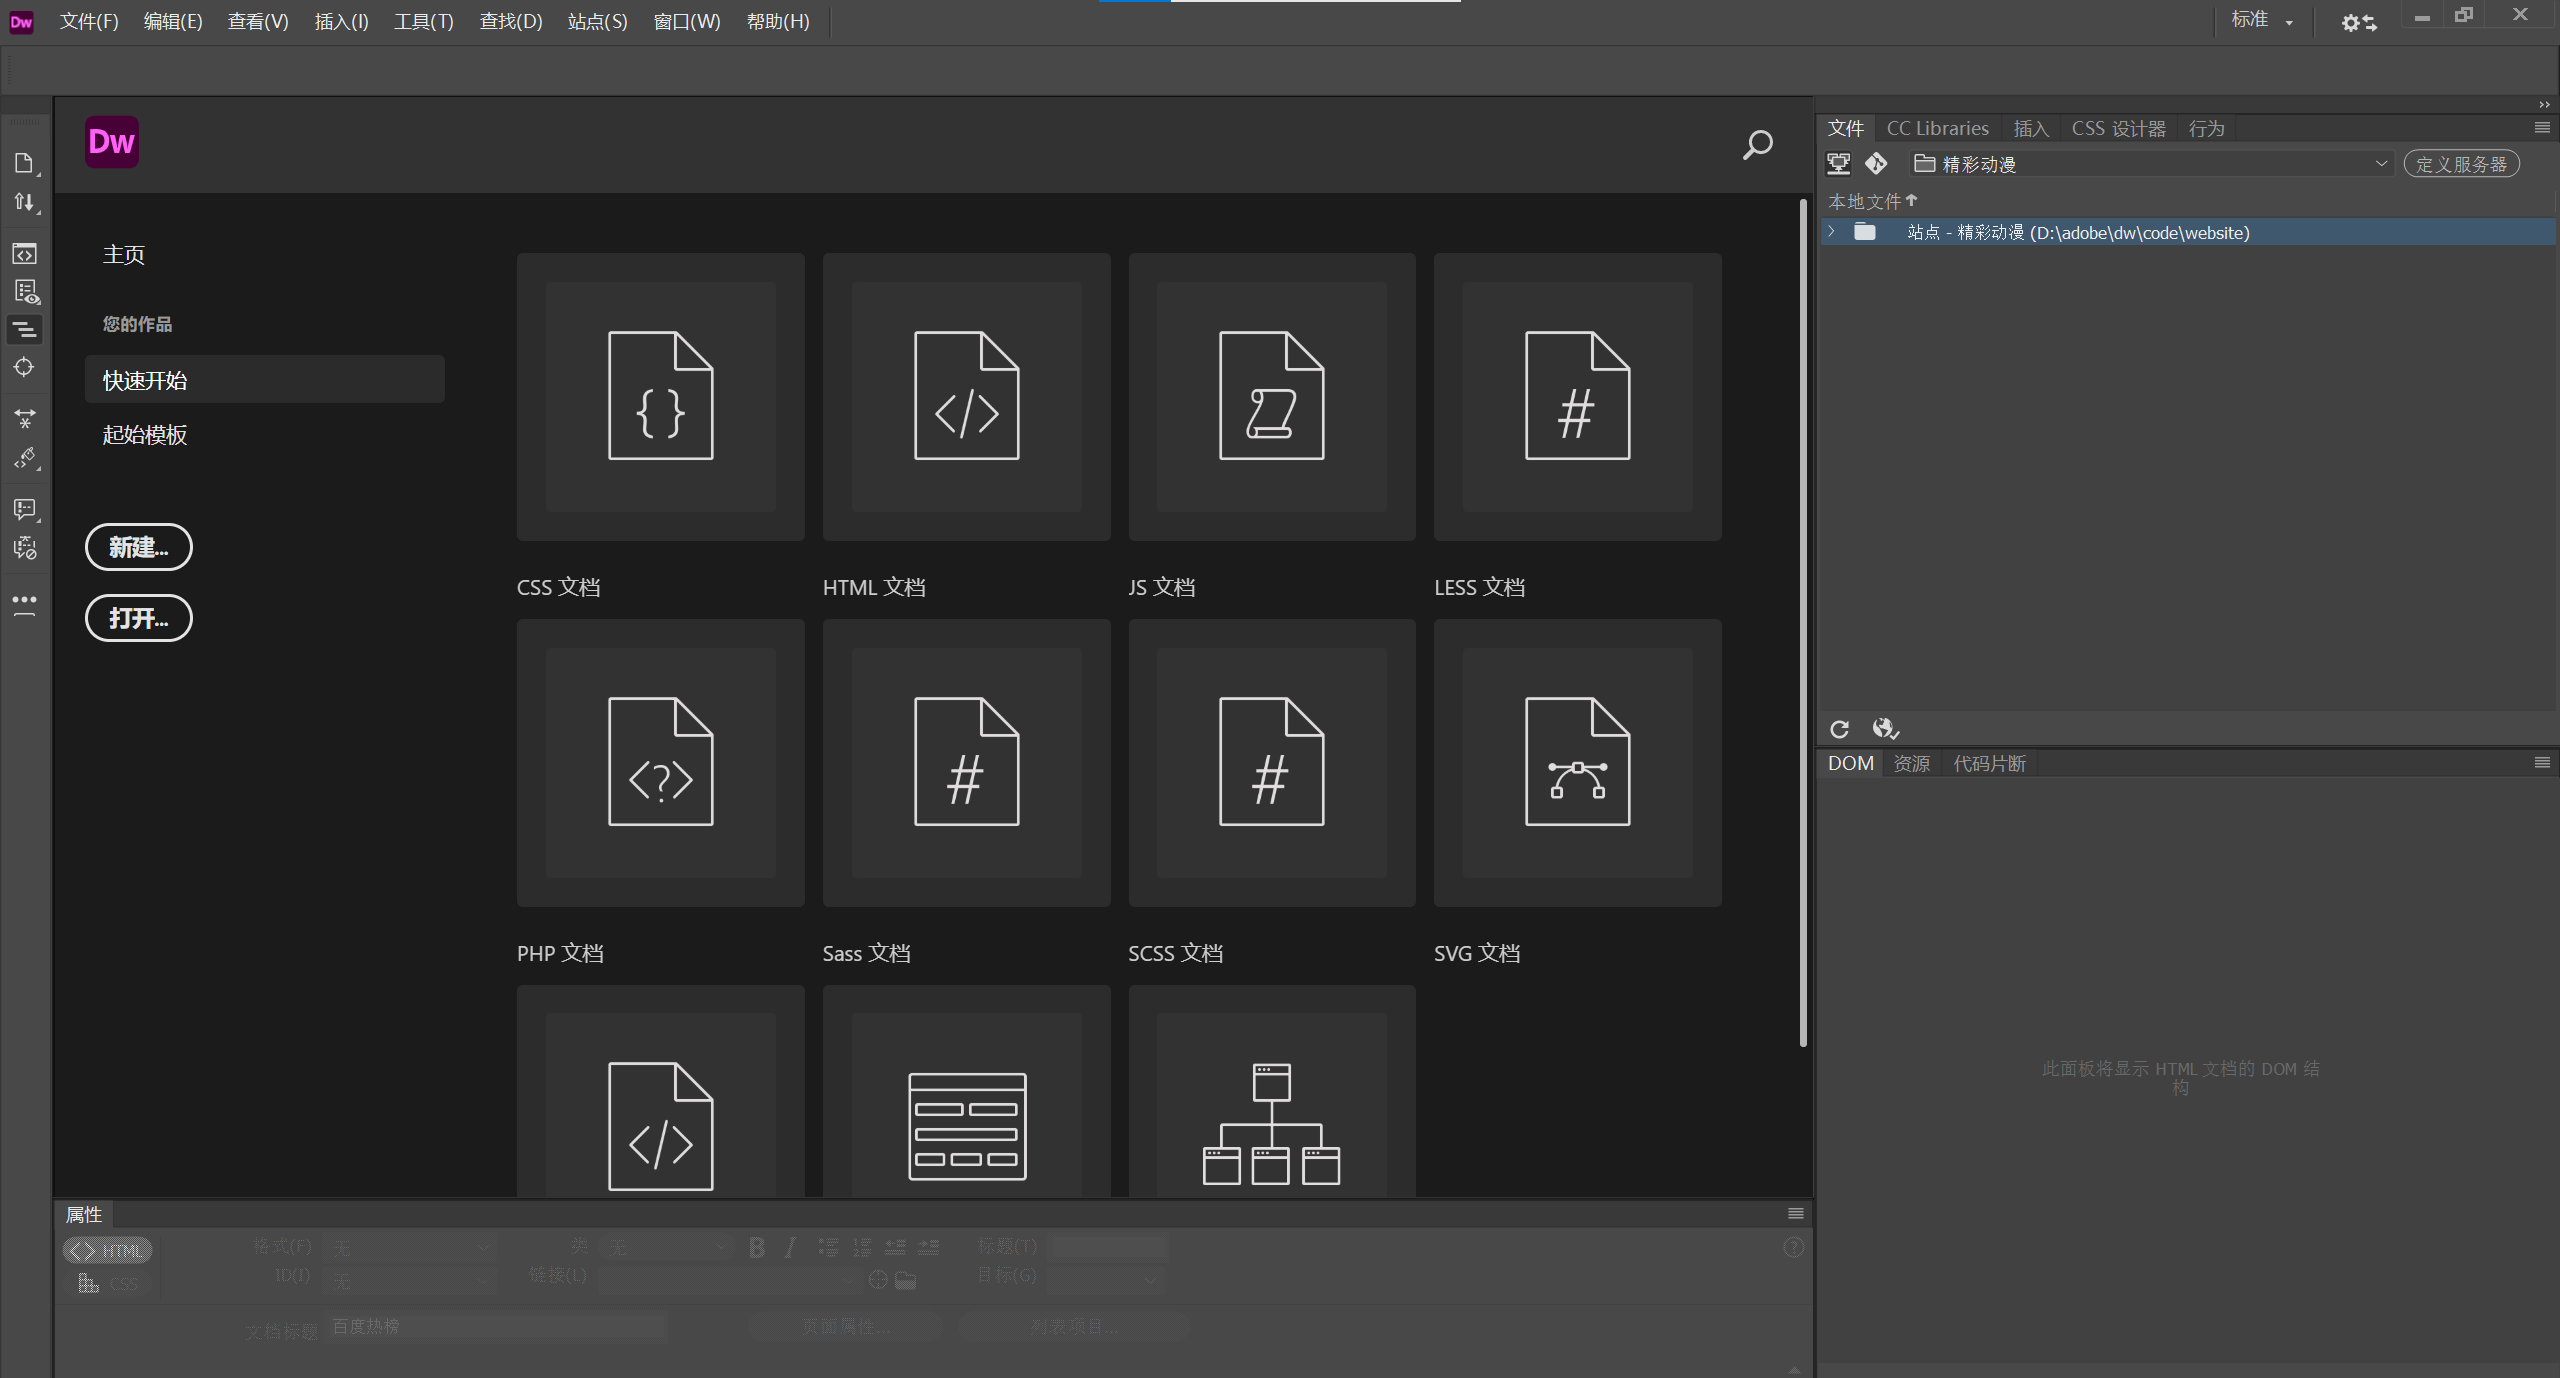 Dw 文件(F) 编辑(E) 查看(V) 插入(I) 工具(T) 查找(D) 站点(S) 窗口(W) 帮助(H) 标准
Dw
主页
您的作品
快速开始
起始模板
新建...
打开...
CSS 文档 HTML 文档 JS 文档 LESS 文档
PHP 文档 Sass 文档 SCSS 文档 SVG 文档
文件 CC Libraries 插入 CSS 设计器 行为
精彩动漫 定义服务器
本地文件
站点 - 精彩动漫 (D:\adobe\dw\code\website)
DOM 资源 代码片断
此面板将显示 HTML 文档的 DOM 结
构
属性
HTML 格式(F) 无 类 无 B I 标题(T)
CSS ID(I) 无 链接(L) 目标(G)
文档标题 百度热榜 页面属性... 列表项目...